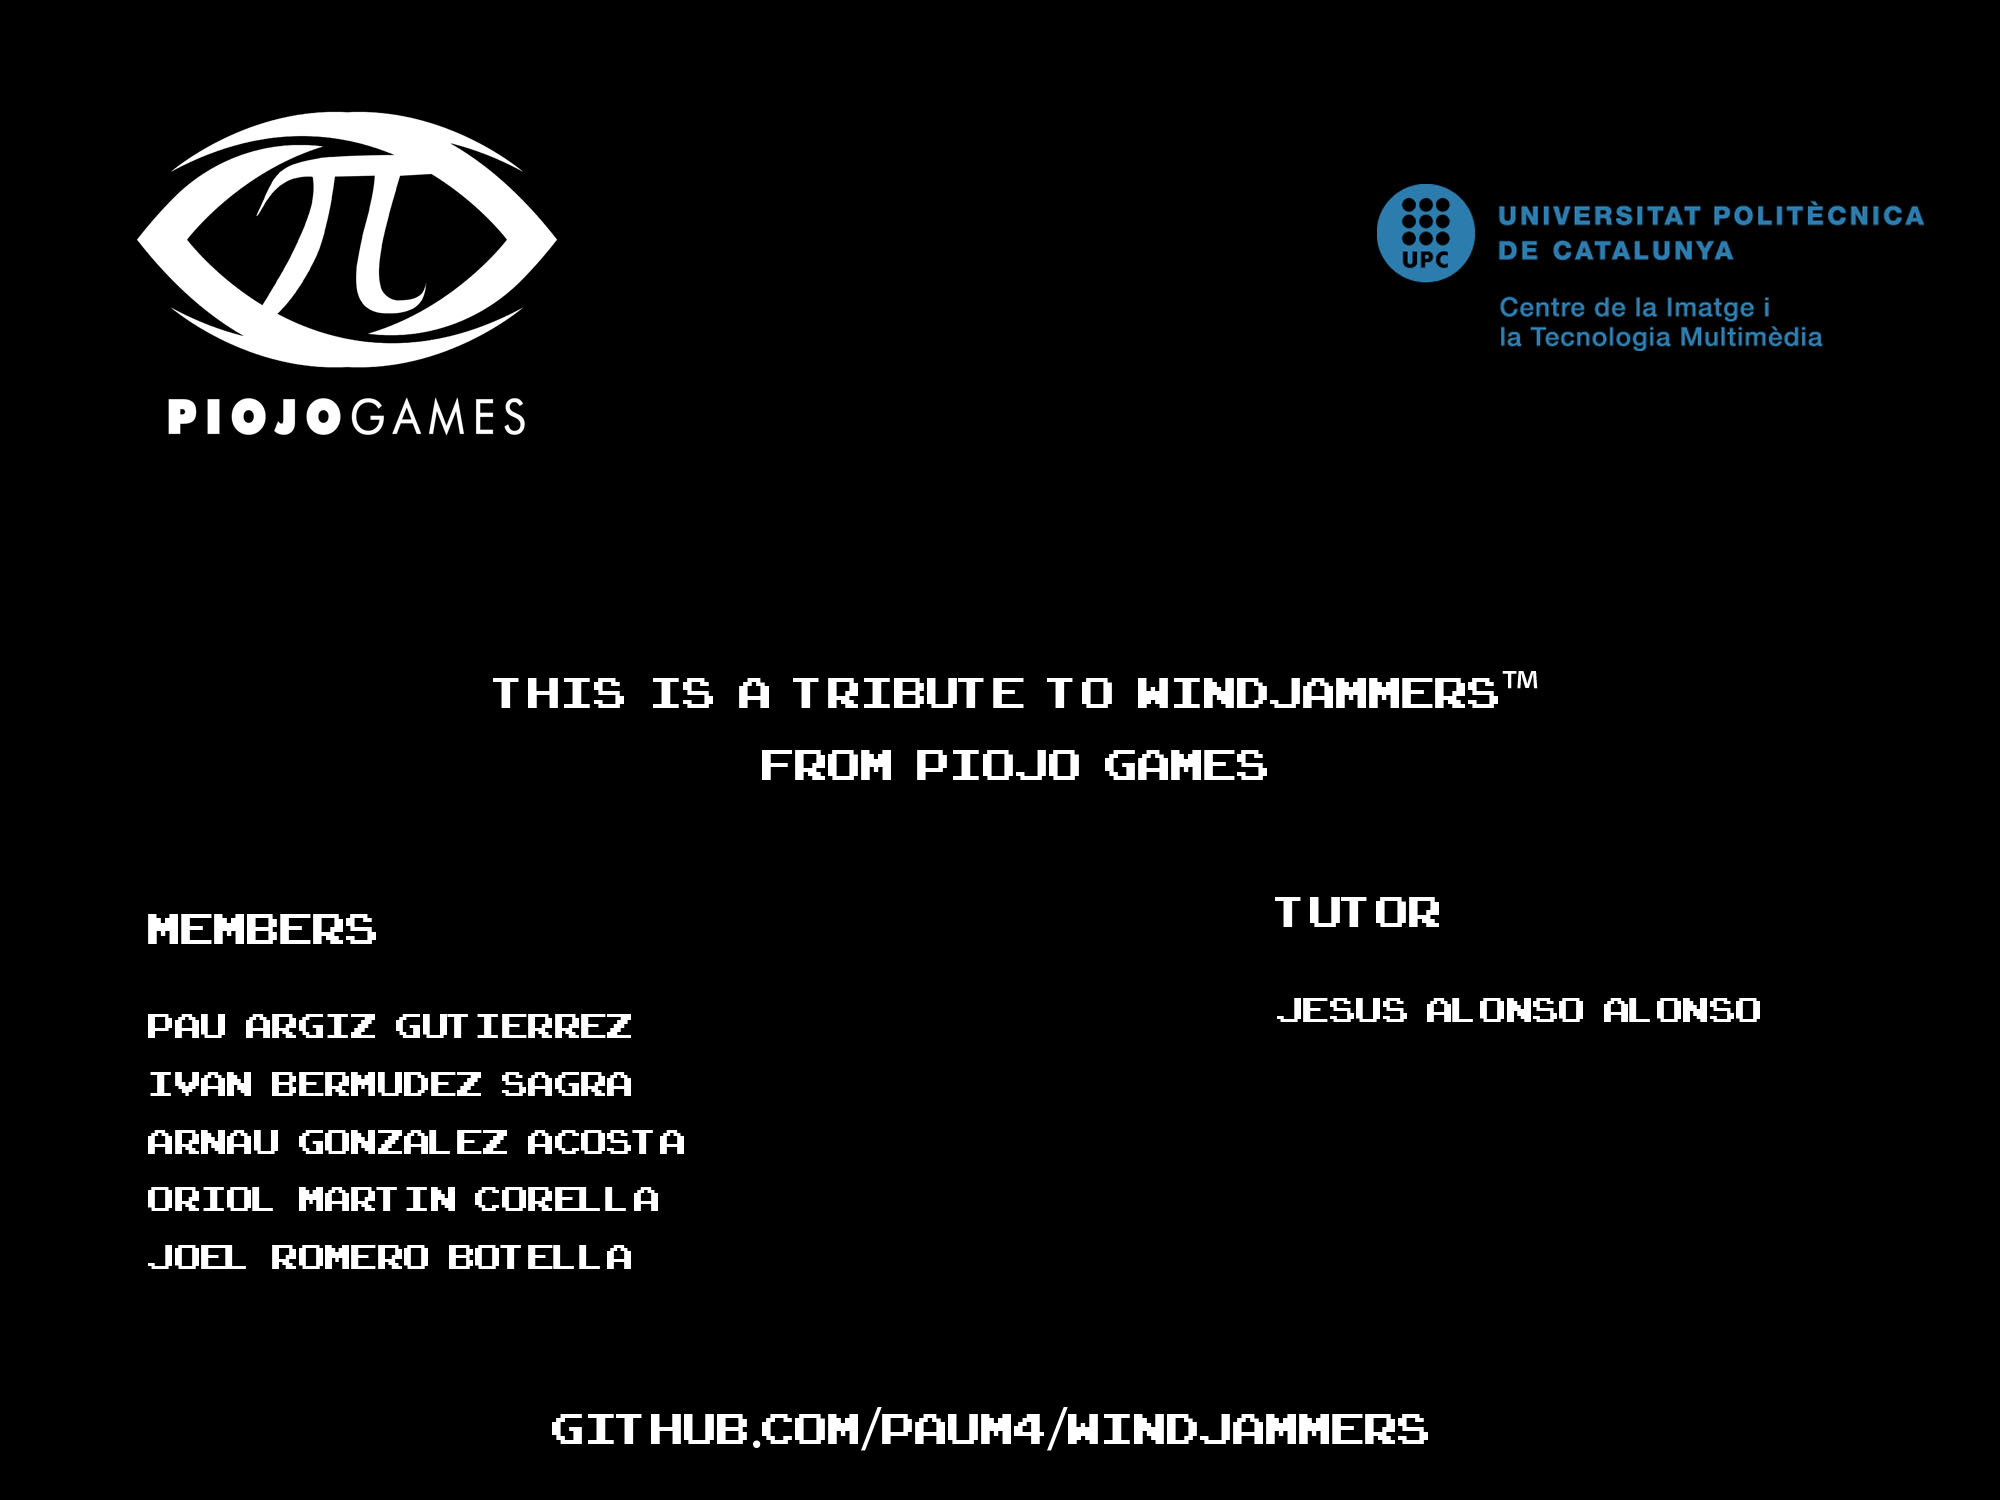 π
PIOJOGAMES
UPC
UNIVERSITAT POLITÈCNICA
DE CATALUNYA
Centre de la Imatge i
la Tecnologia Multimèdia
THIS IS A TRIBUTE TO WINDJAMMERS™
FROM PIOJO GAMES
MEMBERS
PAU ARGIZ GUTIERREZ
IVAN BERMUDEZ SAGRA
ARNAU GONZALEZ ACOSTA
ORIOL MARTIN CORELLA
JOEL ROMERO BOTELLA
TUTOR
JESUS ALONSO ALONSO
GITHUB.COM/PAUM4/WINDJAMMERS